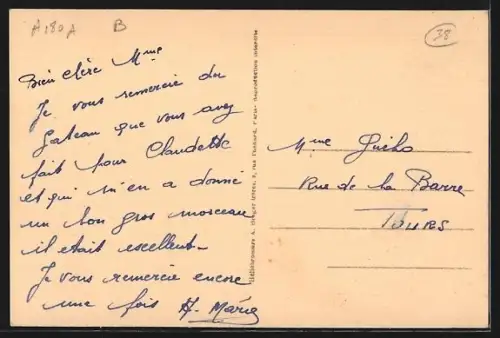 A180A B
38
Bien chère Mme
Je vous remercie du
gateau que vous avez
fait pour Claudette
et qui m'en a donné
un bon gros morceau
il etait excellent-
Je vous remercie encore
une fois A. Marie
Mme Guiho
Rue de la Barre
TOURS